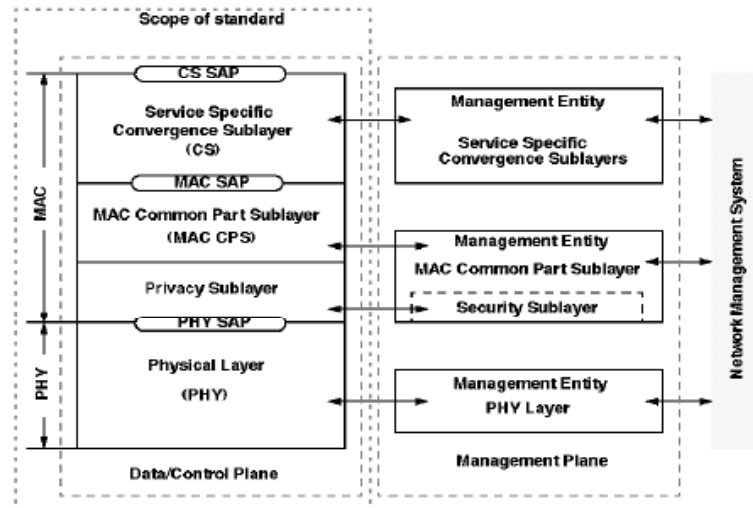 Scope of standard
CS SAP
Service Specific
Convergence Sublayer
(CS)
MAC SAP
MAC Common Part Sublayer
(MAC CPS)
Privacy Sublayer
PHY SAP
Physical Layer
(PHY)
Data/Control Plane
MAC
PHY
Management Entity
Service Specific
Convergence Sublayers
Management Entity
MAC Common Part Sublayer
Security Sublayer
Management Entity
PHY Layer
Management Plane
Network Management System